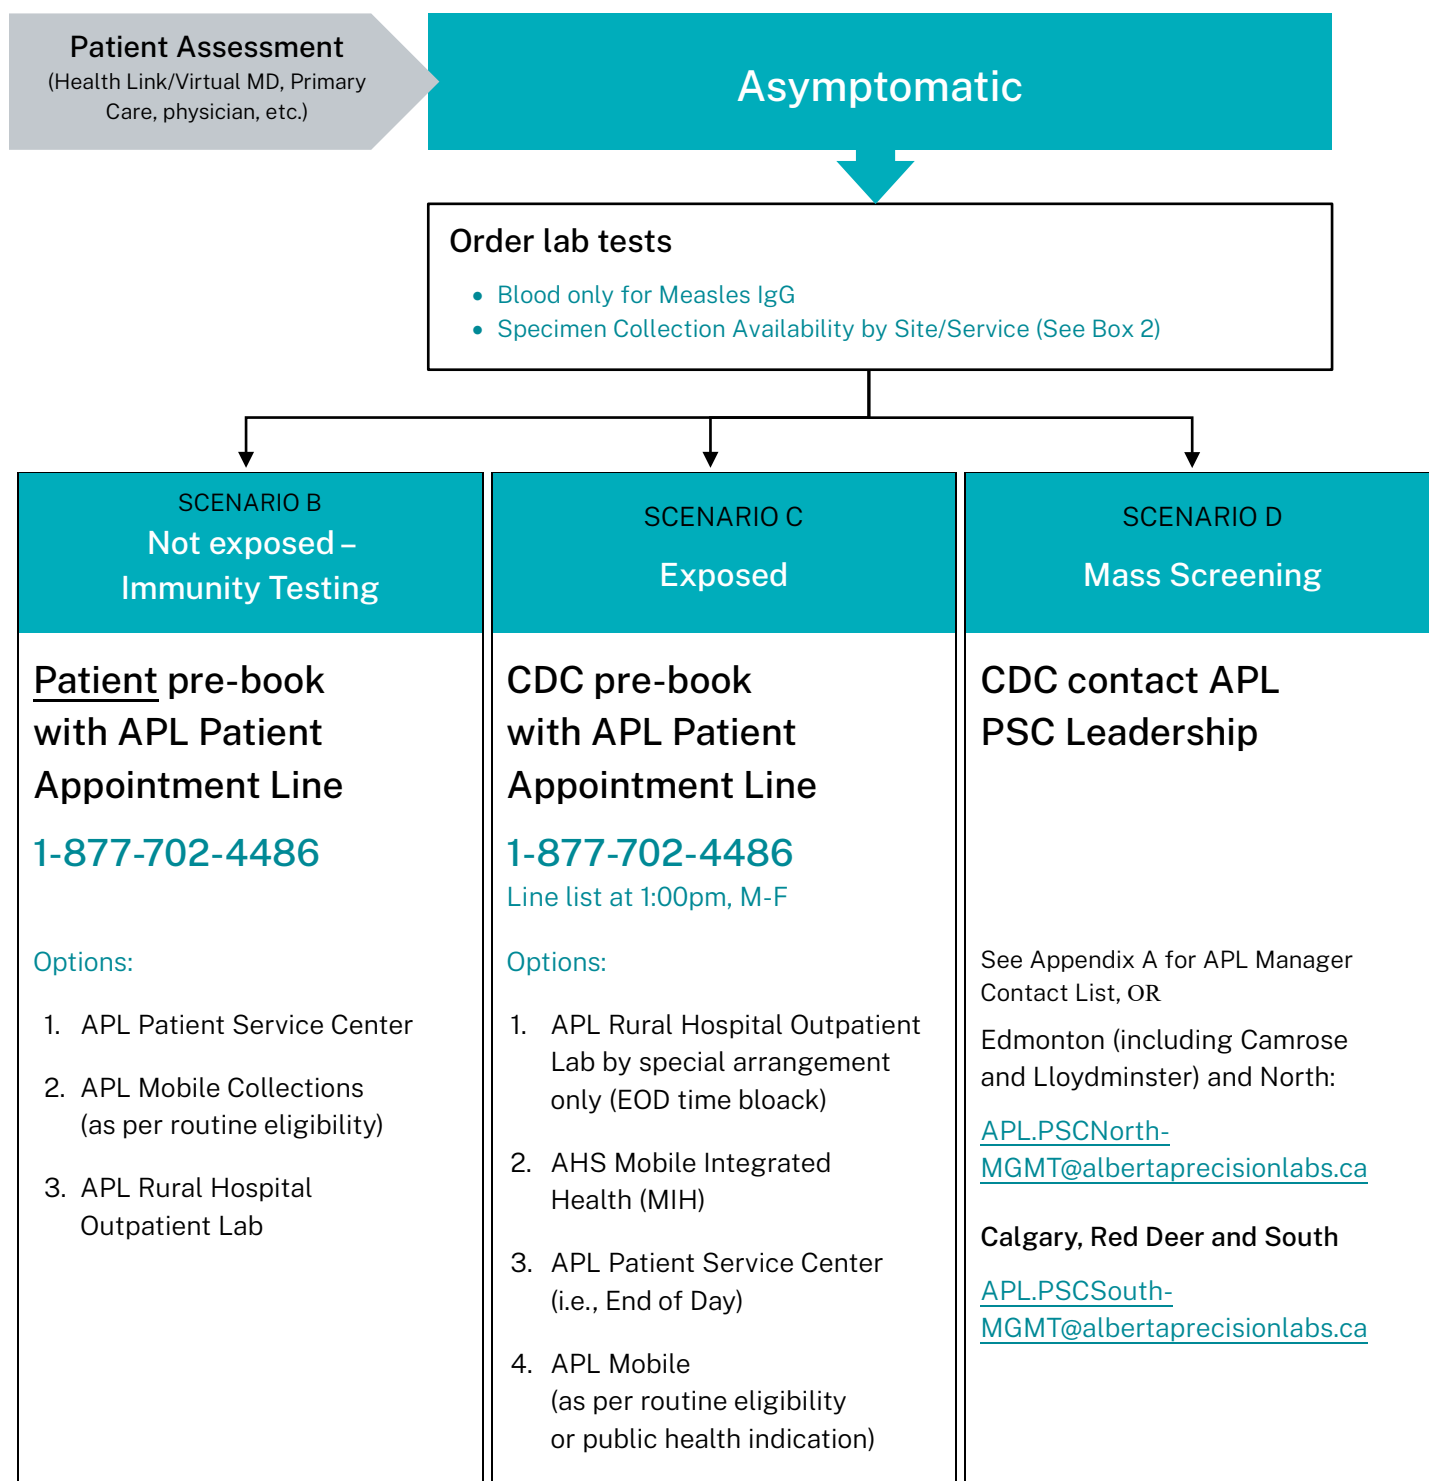 Patient Assessment
(Health Link/Virtual MD, Primary
Care, physician, etc.)
Asymptomatic
Order lab tests
• Blood only for Measles IgG
• Specimen Collection Availability by Site/Service (See Box 2)
SCENARIO B
Not exposed –
Immunity Testing
Patient pre-book
with APL Patient
Appointment Line
1-877-702-4486
Options:
1. APL Patient Service Center
2. APL Mobile Collections
(as per routine eligibility)
3. APL Rural Hospital
Outpatient Lab
SCENARIO C
Exposed
CDC pre-book
with APL Patient
Appointment Line
1-877-702-4486
Line list at 1:00pm, M-F
Options:
1. APL Rural Hospital Outpatient
Lab by special arrangement
only (EOD time bloack)
2. AHS Mobile Integrated
Health (MIH)
3. APL Patient Service Center
(i.e., End of Day)
4. APL Mobile
(as per routine eligibility
or public health indication)
SCENARIO D
Mass Screening
CDC contact APL
PSC Leadership
See Appendix A for APL Manager
Contact List, OR
Edmonton (including Camrose
and Lloydminster) and North:
APL.PSCNorth-
MGMT@albertaprecisionlabs.ca
Calgary, Red Deer and South
APL.PSCSouth-
MGMT@albertaprecisionlabs.ca